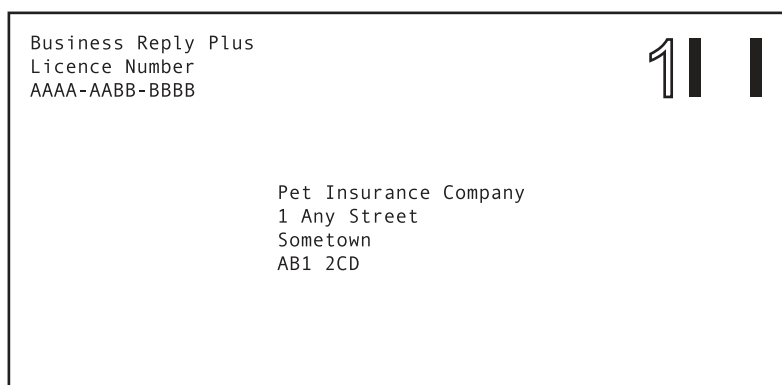 Business Reply Plus
Licence Number
AAAA-AABB-BBBB
1
Pet Insurance Company
1 Any Street
Sometown
AB1 2CD